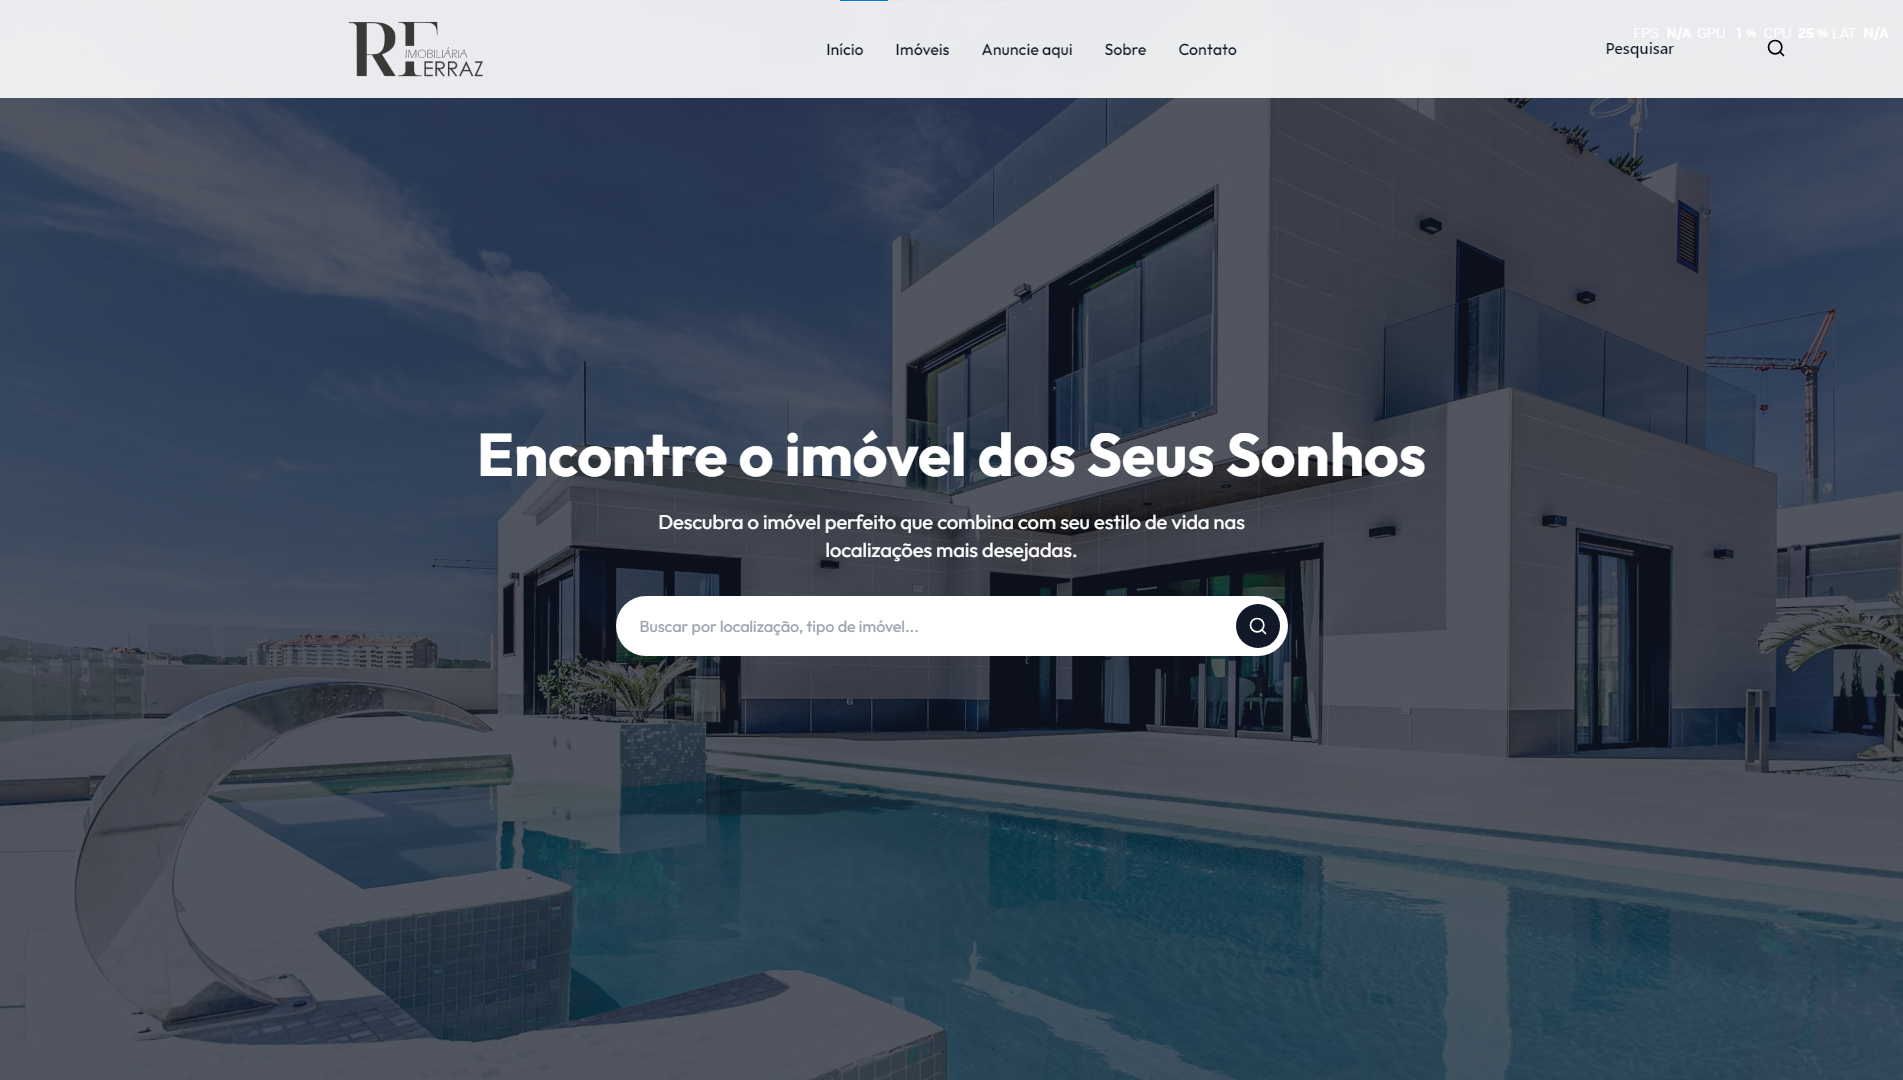 RF
IMOBILIÁRIA
ERRAZ
Início
Imóveis
Anuncie aqui
Sobre
Contato
Pesquisar
FPS N/A GPU 1 % CPU 25 % LAT N/A
Encontre o imóvel dos Seus Sonhos
Descubra o imóvel perfeito que combina com seu estilo de vida nas
localizações mais desejadas.
Buscar por localização, tipo de imóvel...